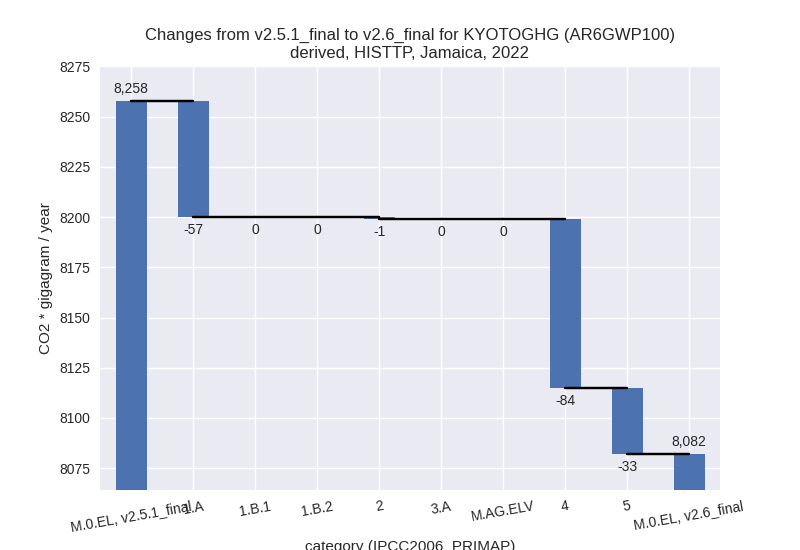 Changes from v2.5.1_final to v2.6_final for KYOTOGHG (AR6GWP100)
derived, HISTTP, Jamaica, 2022
CO2 * gigagram / year
8275
8250
8225
8200
8175
8150
8125
8100
8075
8,258
-57
0
0
-1
0
0
-84
-33
8,082
M.0.EL, v2.5.1_final
1.A
1.B.1
1.B.2
2
3.A
M.AG.ELV
4
5
M.0.EL, v2.6_final
category (IPCC2006_PRIMAP)